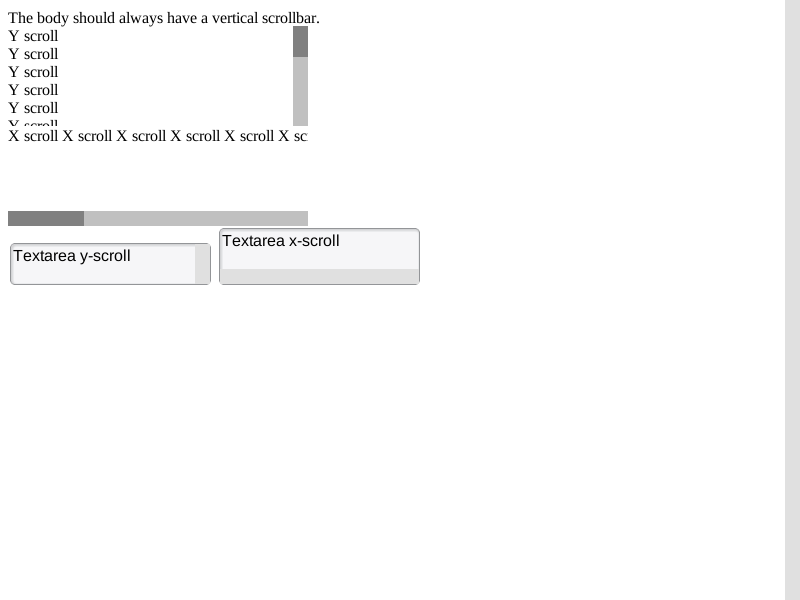 The body should always have a vertical scrollbar.
Y scroll
Y scroll
Y scroll
Y scroll
Y scroll
Y scroll
X scroll X scroll X scroll X scroll X scroll X sc
Textarea x-scroll
Textarea y-scroll